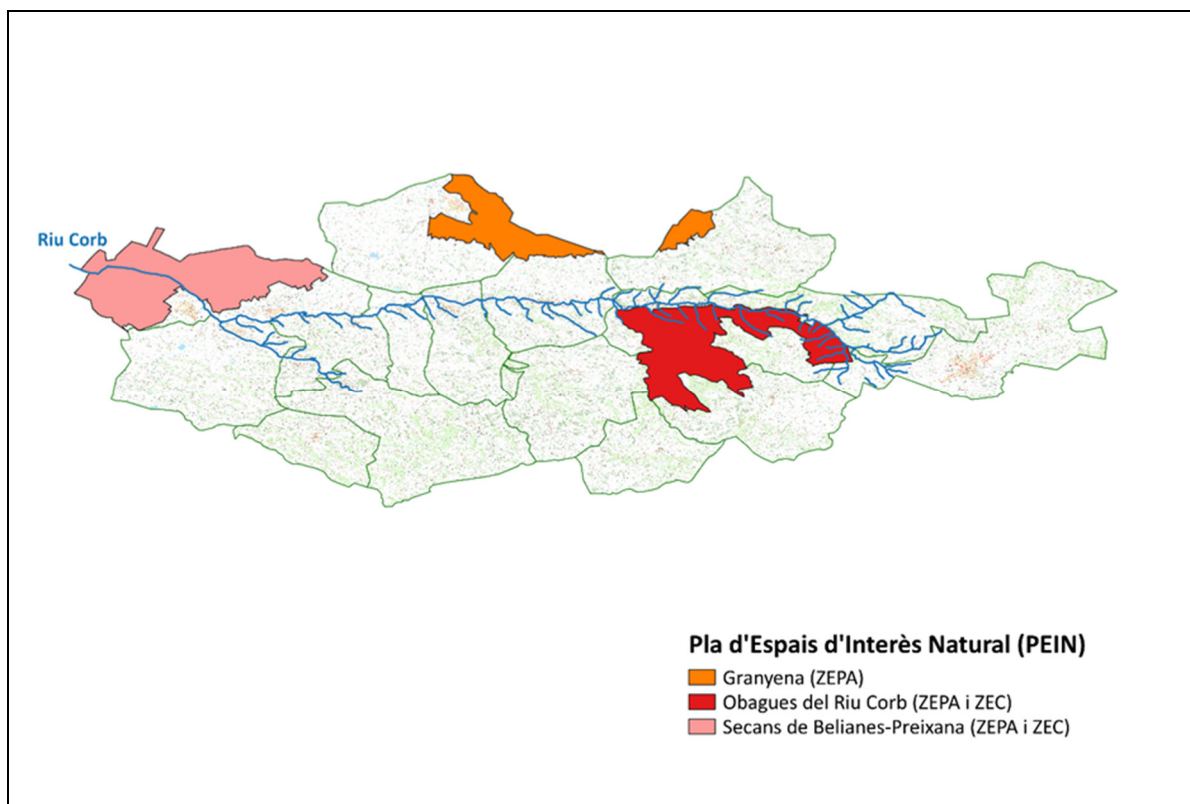 Riu Corb
Pla d'Espais d'Interès Natural (PEIN)
Granyena (ZEPA)
Obagues del Riu Corb (ZEPA i ZEC)
Secans de Belianes-Preixana (ZEPA i ZEC)